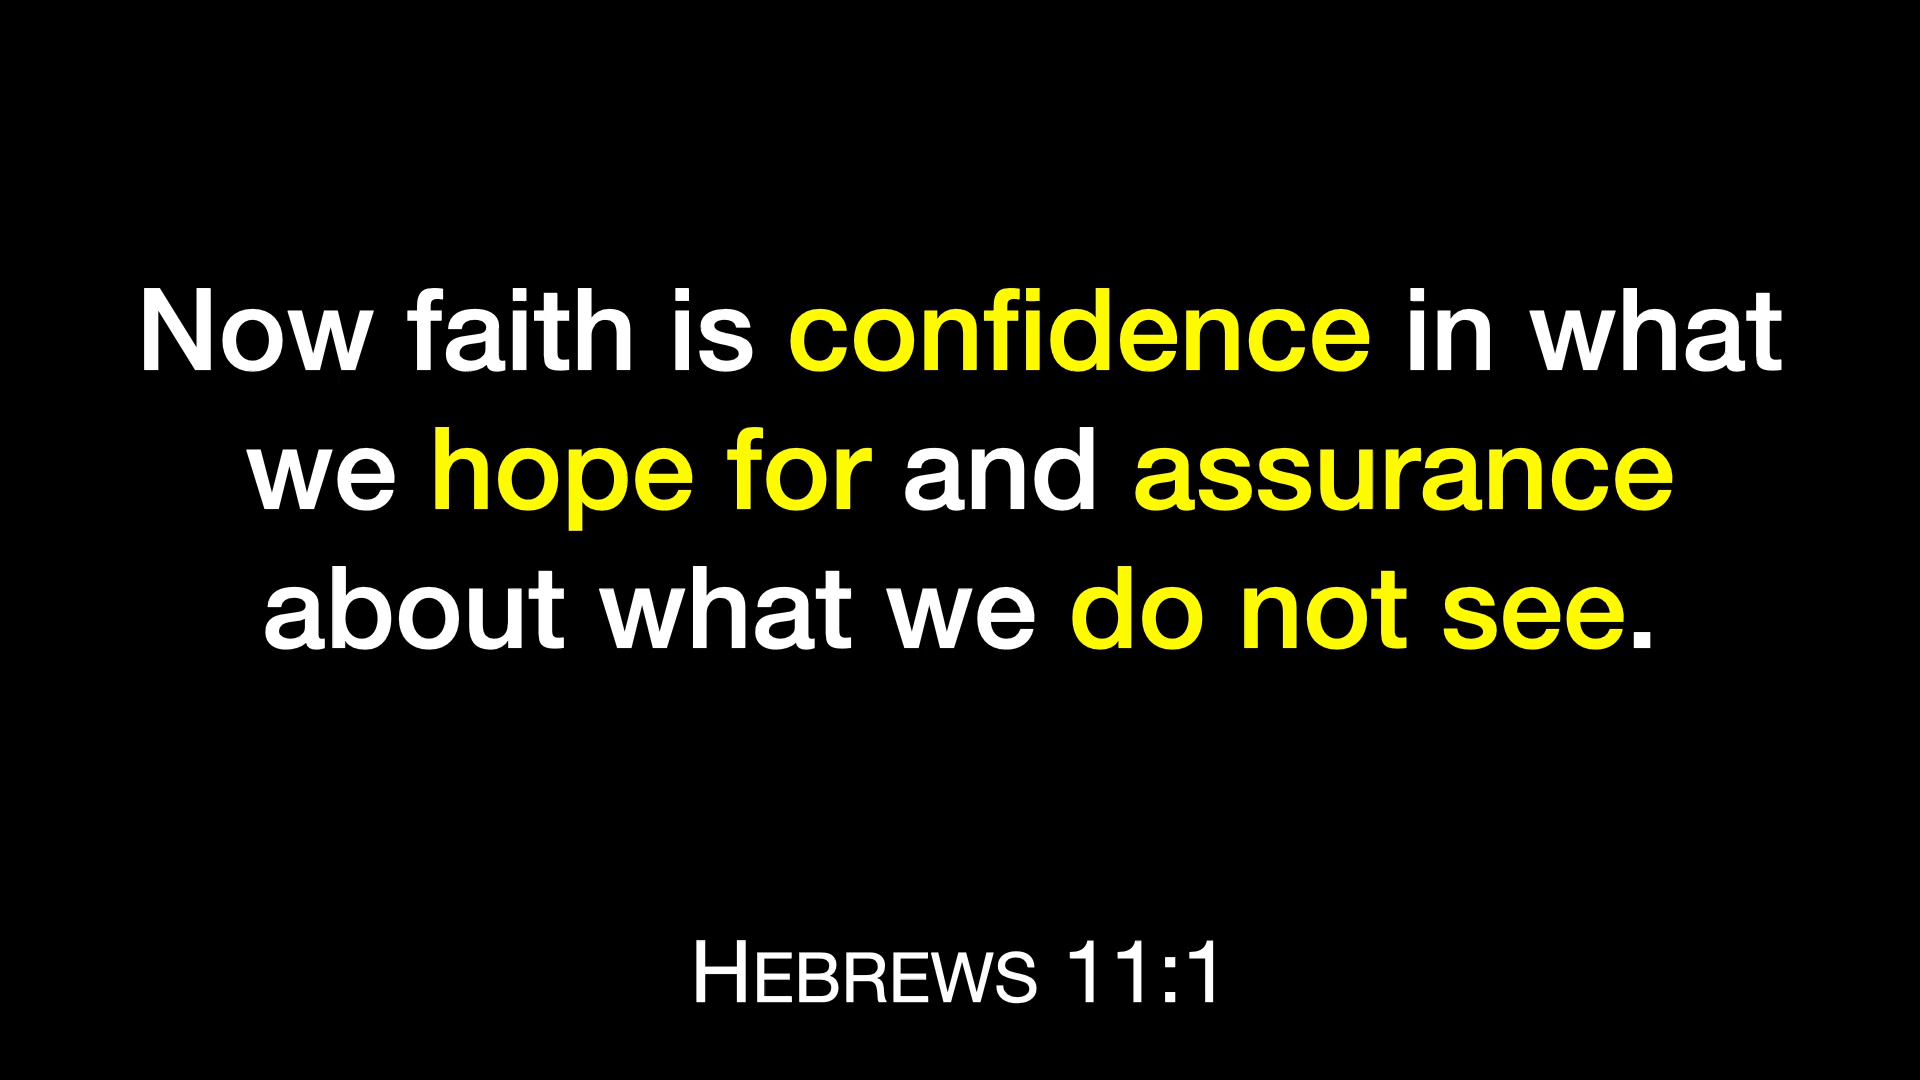 Now faith is confidence in what
we hope for and assurance
about what we do not see.
HEBREWS 11:1